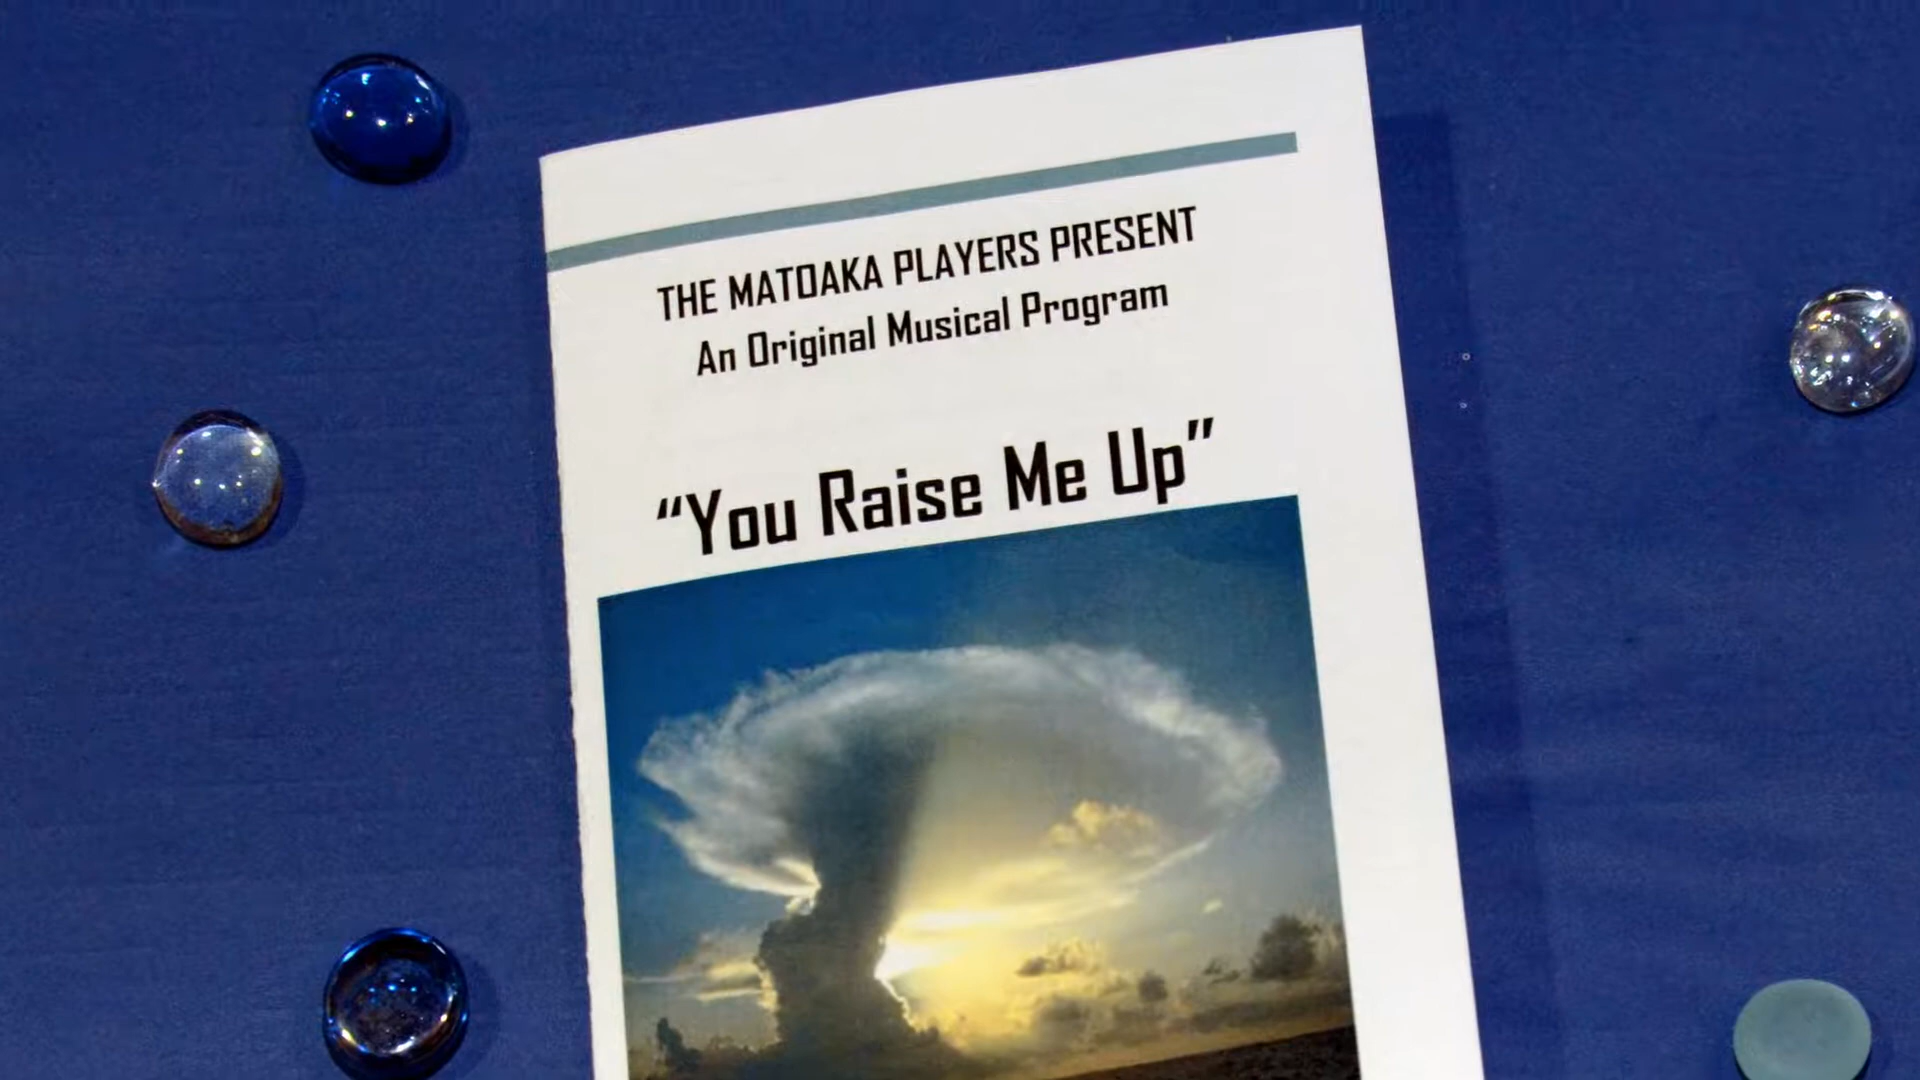 THE MATOAKA PLAYERS PRESENT
An Original Musical Program
“You Raise Me Up”